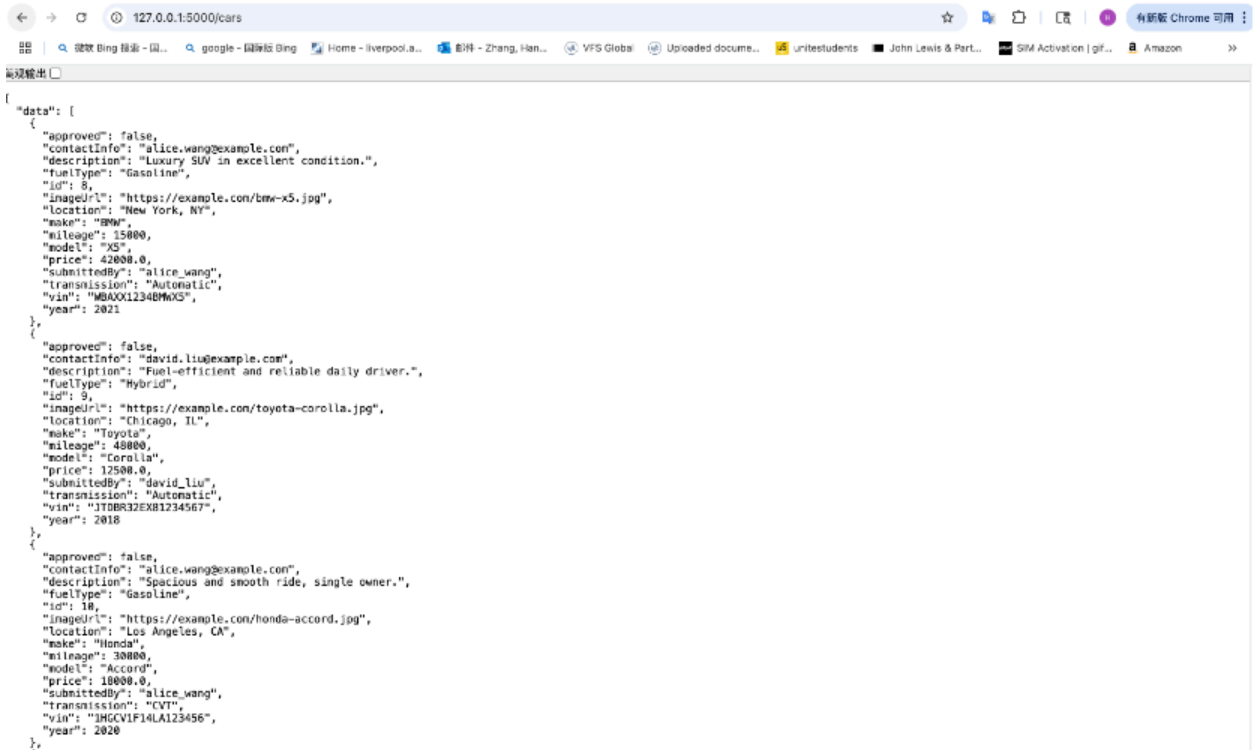 127.0.0.1:5000/cars
有新版 Chrome 可用
微软 Bing 搜索 - 国... google - 国际版 Bing Home - liverpool.a... 邮件 - Zhang, Han... VFS Global Uploaded docume... unitestudents John Lewis & Part... SIM Activation | gif... Amazon »
观输出
[
"data": [
{
"approved": false,
"contactInfo": "alice.wang@example.com",
"description": "Luxury SUV in excellent condition.",
"fuelType": "Gasoline",
"id": 8,
"imageUrl": "https://example.com/bmw-x5.jpg",
"location": "New York, NY",
"make": "BMW",
"mileage": 15000,
"model": "X5",
"price": 42000.0,
"submittedBy": "alice_wang",
"transmission": "Automatic",
"vin": "WBAXX1234BMWX5",
"year": 2021
},
{
"approved": false,
"contactInfo": "david.liu@example.com",
"description": "Fuel-efficient and reliable daily driver.",
"fuelType": "Hybrid",
"id": 9,
"imageUrl": "https://example.com/toyota-corolla.jpg",
"location": "Chicago, IL",
"make": "Toyota",
"mileage": 48000,
"model": "Corolla",
"price": 12500.0,
"submittedBy": "david_liu",
"transmission": "Automatic",
"vin": "JTDBR32EX81234567",
"year": 2018
},
{
"approved": false,
"contactInfo": "alice.wang@example.com",
"description": "Spacious and smooth ride, single owner.",
"fuelType": "Gasoline",
"id": 10,
"imageUrl": "https://example.com/honda-accord.jpg",
"location": "Los Angeles, CA",
"make": "Honda",
"mileage": 30000,
"model": "Accord",
"price": 18000.0,
"submittedBy": "alice_wang",
"transmission": "CVT",
"vin": "1HGCV1F14LA123456",
"year": 2020
},